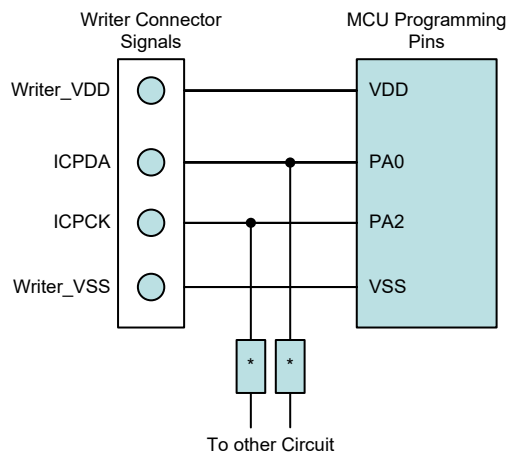 Writer Connector
Signals
MCU Programming
Pins
Writer_VDD
VDD
ICPDA
PA0
ICPCK
PA2
Writer_VSS
VSS
*
*
To other Circuit